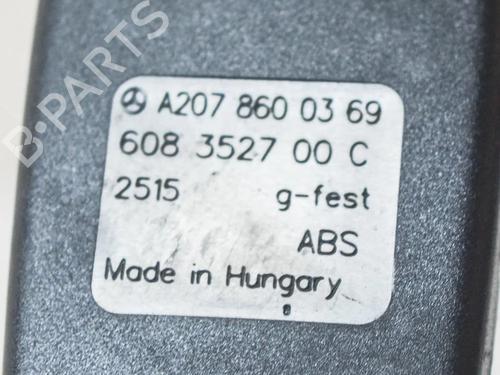 B-PARTS
A207 860 03 69
608 3527 00 C
2515 g-fest
ABS
Made in Hungary